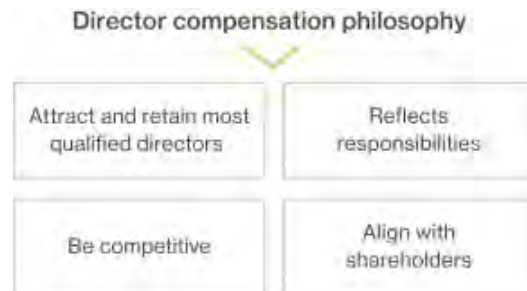 Director compensation philosophy
Attract and retain most
qualified directors
Reflects
responsibilities
Be competitive
Align with
shareholders